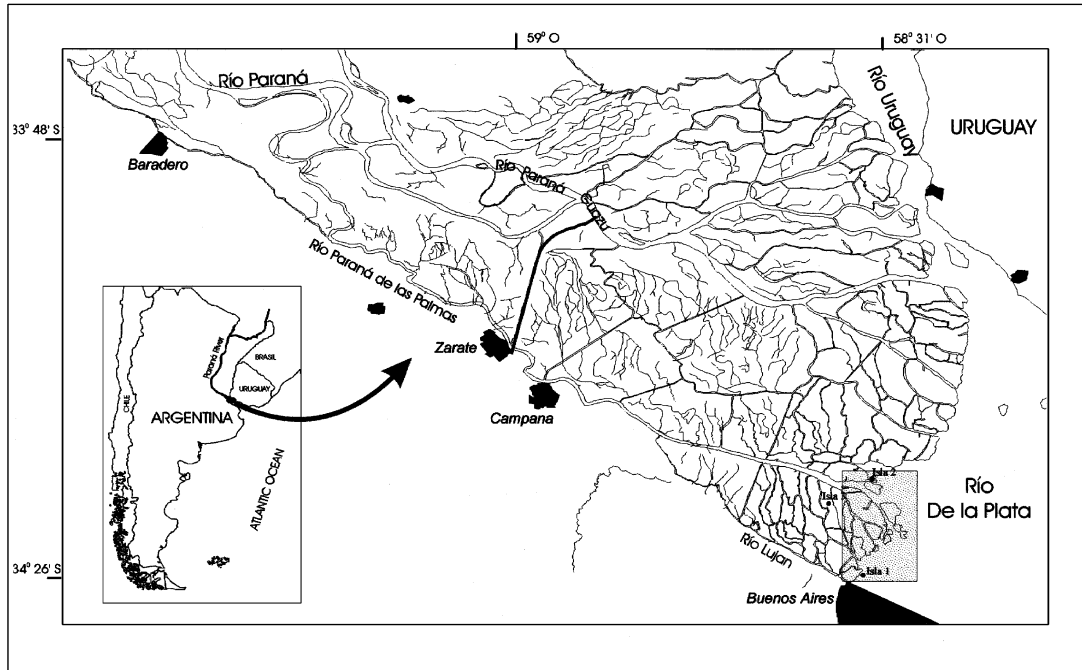 59° O
58° 31' O
33° 48' S
34° 26' S
Río Paraná
Río Uruguay
URUGUAY
Baradero
Río Paraná Guazu
Río Paraná de las Palmas
Zarate
Campana
Río Lujan
Buenos Aires
Río
De la Plata
Isla 2
Isla
Isla 1
Paraná River
BRASIL
URUGUAY
CHILE
ARGENTINA
ATLANTIC OCEAN